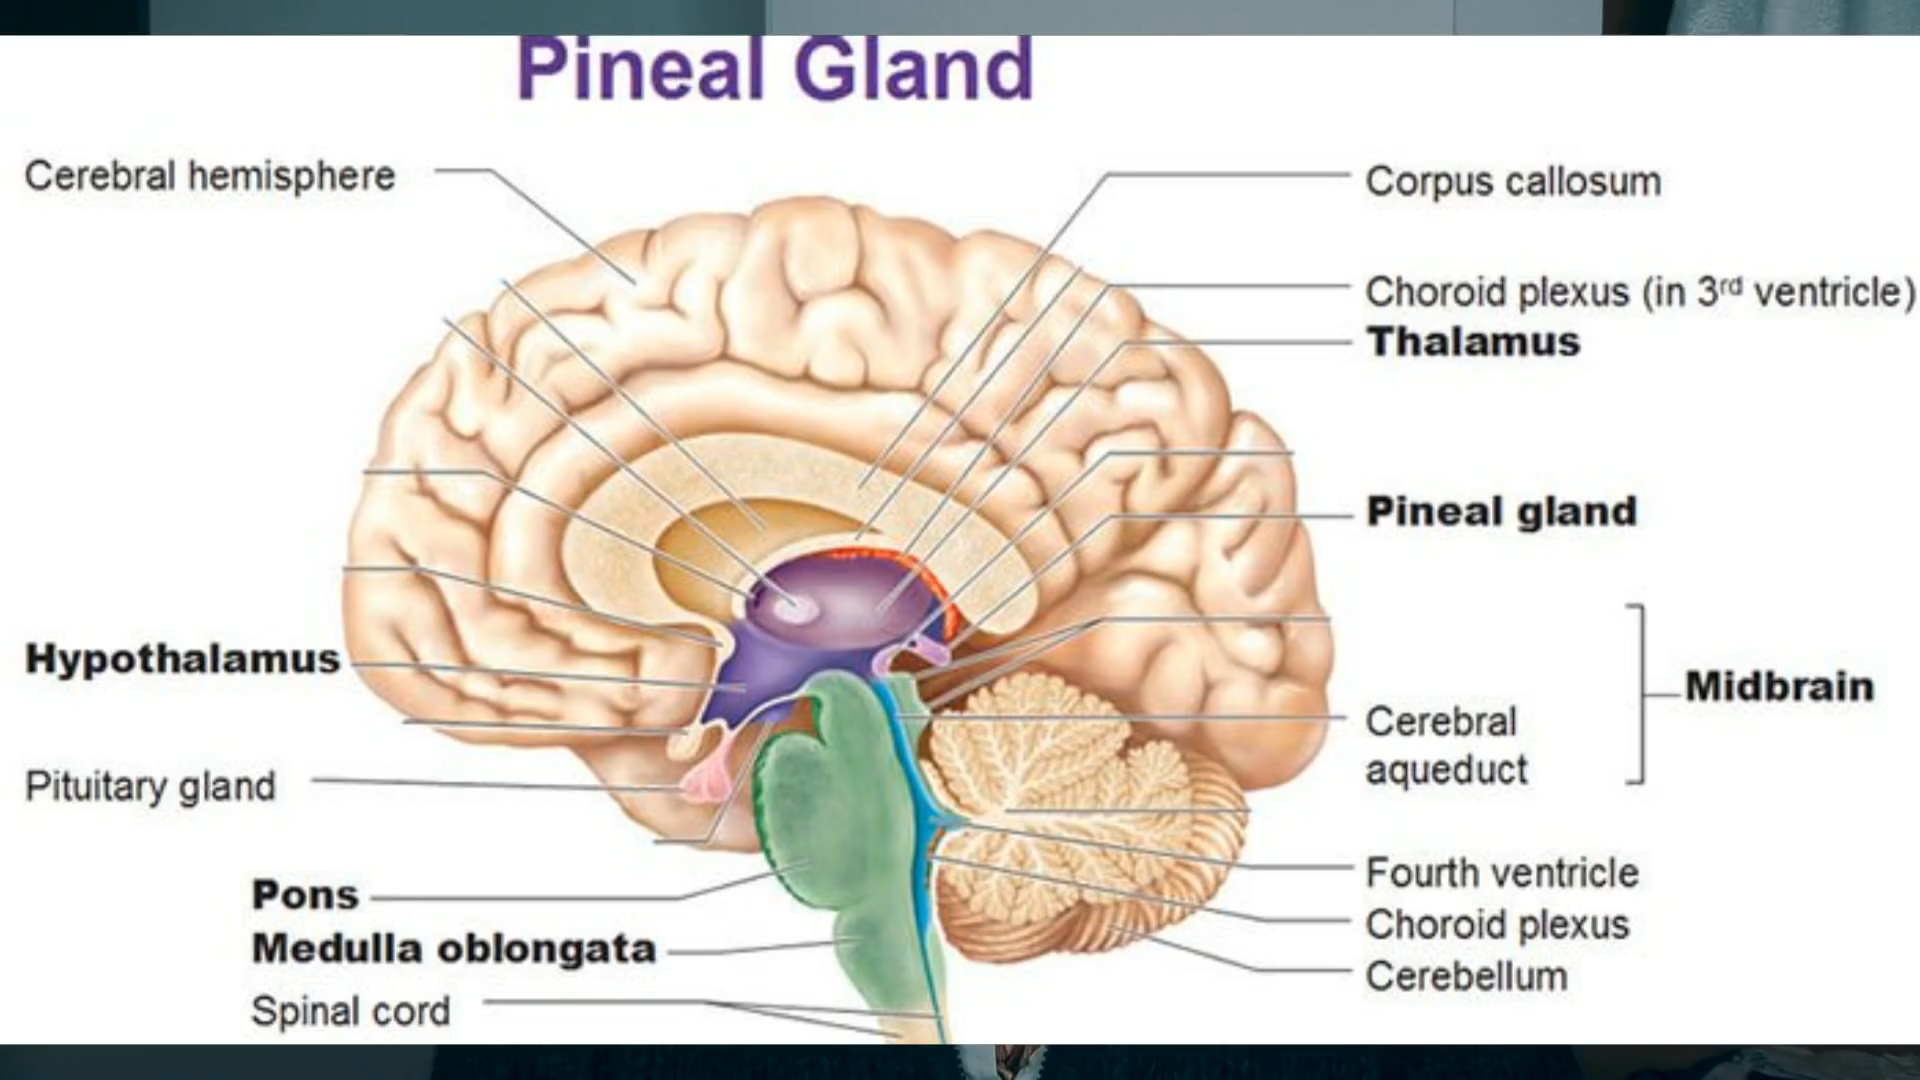 Pineal Gland
Cerebral hemisphere
Corpus callosum
Choroid plexus (in 3rd ventricle)
Thalamus
Pineal gland
Hypothalamus
Midbrain
Cerebral
aqueduct
Pituitary gland
Pons
Medulla oblongata
Spinal cord
Fourth ventricle
Choroid plexus
Cerebellum